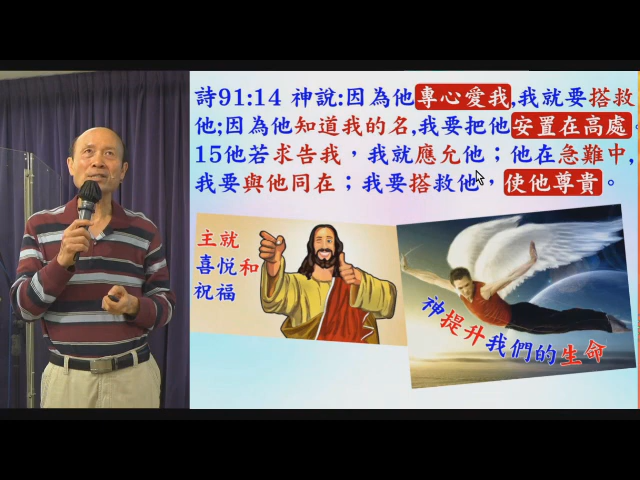 詩91:14 神說:因為他專心愛我,我就要搭救
他;因為他知道我的名,我要把他安置在高處。
15他若求告我，我就應允他；他在急難中,
我要與他同在；我要搭救他，使他尊貴。
主就
喜悅和
祝福
神提升我們的生命